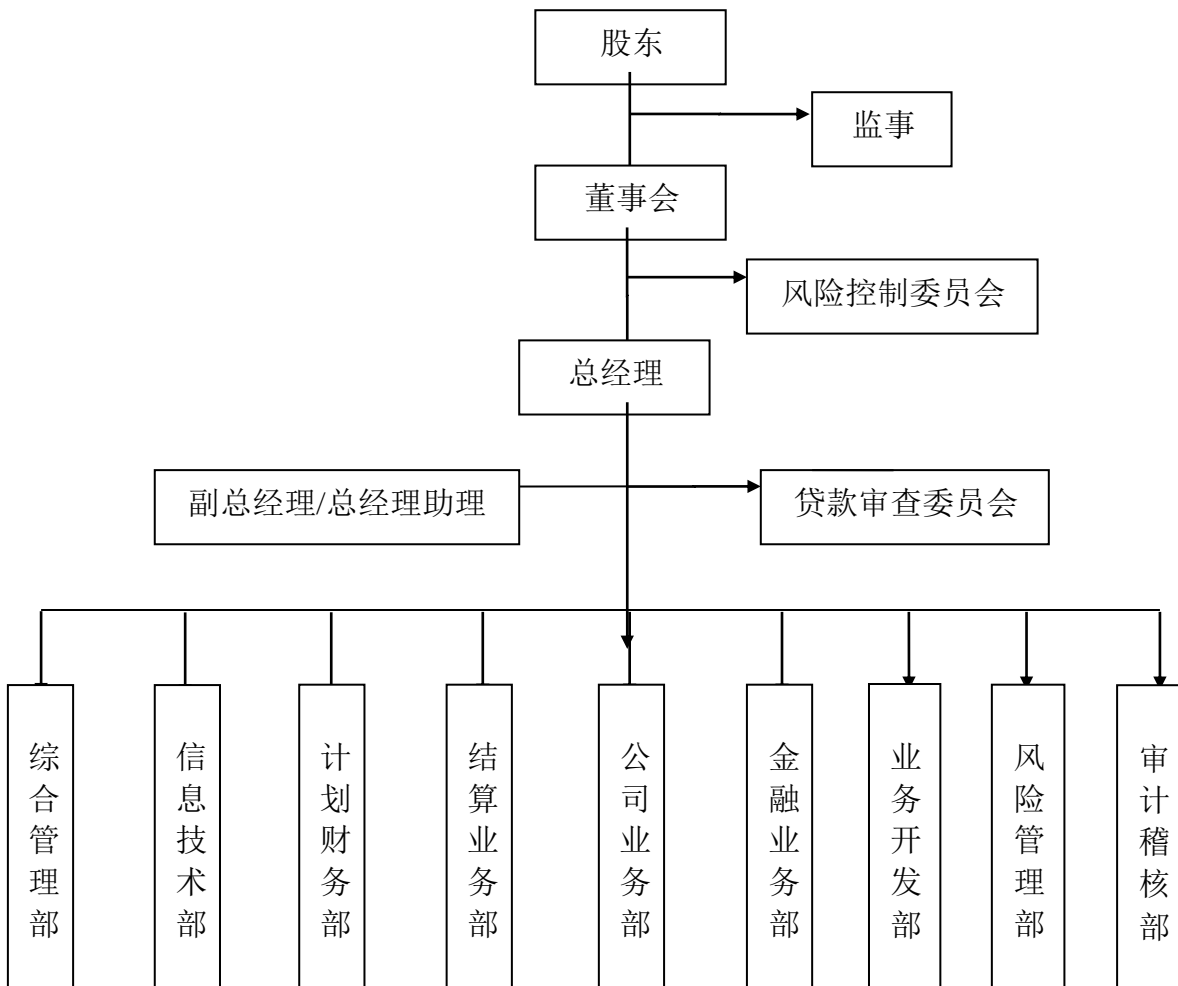 股东
监事
董事会
风险控制委员会
总经理
副总经理/总经理助理
贷款审查委员会
综合管理部
信息技术部
计划财务部
结算业务部
公司业务部
金融业务部
业务开发部
风险管理部
审计稽核部